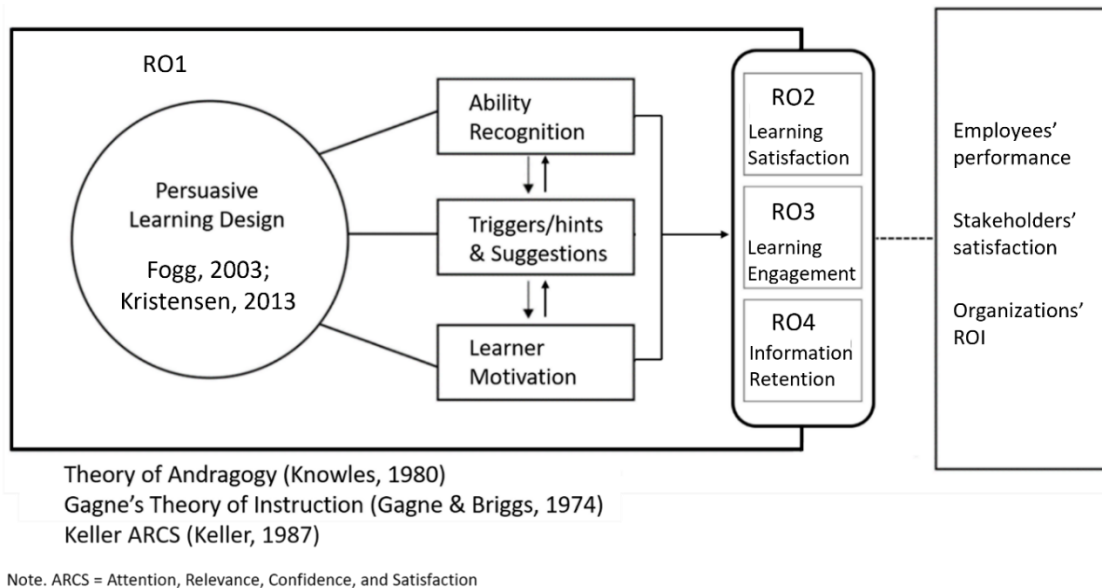 RO1
Persuasive
Learning Design
Fogg, 2003;
Kristensen, 2013
Ability
Recognition
Triggers/hints
& Suggestions
Learner
Motivation
RO2
Learning
Satisfaction
RO3
Learning
Engagement
RO4
Information
Retention
Employees’
performance
Stakeholders’
satisfaction
Organizations’
ROI
Theory of Andragogy (Knowles, 1980)
Gagne’s Theory of Instruction (Gagne & Briggs, 1974)
Keller ARCS (Keller, 1987)
Note. ARCS = Attention, Relevance, Confidence, and Satisfaction